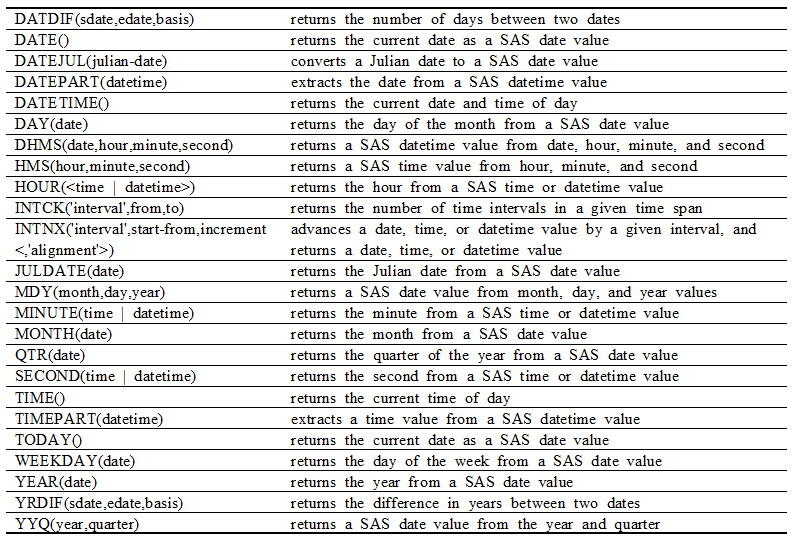 DATDIF(sdate,edate,basis) returns the number of days between two dates
DATE() returns the current date as a SAS date value
DATEJUL(julian-date) converts a Julian date to a SAS date value
DATEPART(datetime) extracts the date from a SAS datetime value
DATETIME() returns the current date and time of day
DAY(date) returns the day of the month from a SAS date value
DHMS(date,hour,minute,second) returns a SAS datetime value from date, hour, minute, and second
HMS(hour,minute,second) returns a SAS time value from hour, minute, and second
HOUR(<time | datetime>) returns the hour from a SAS time or datetime value
INTCK('interval',from,to) returns the number of time intervals in a given time span
INTNX('interval',start-from,increment advances a date, time, or datetime value by a given interval, and
<,'alignment'>) returns a date, time, or datetime value
JULDATE(date) returns the Julian date from a SAS date value
MDY(month,day,year) returns a SAS date value from month, day, and year values
MINUTE(time | datetime) returns the minute from a SAS time or datetime value
MONTH(date) returns the month from a SAS date value
QTR(date) returns the quarter of the year from a SAS date value
SECOND(time | datetime) returns the second from a SAS time or datetime value
TIME() returns the current time of day
TIMEPART(datetime) extracts a time value from a SAS datetime value
TODAY() returns the current date as a SAS date value
WEEKDAY(date) returns the day of the week from a SAS date value
YEAR(date) returns the year from a SAS date value
YRDIF(sdate,edate,basis) returns the difference in years between two dates
YYQ(year,quarter) returns a SAS date value from the year and quarter